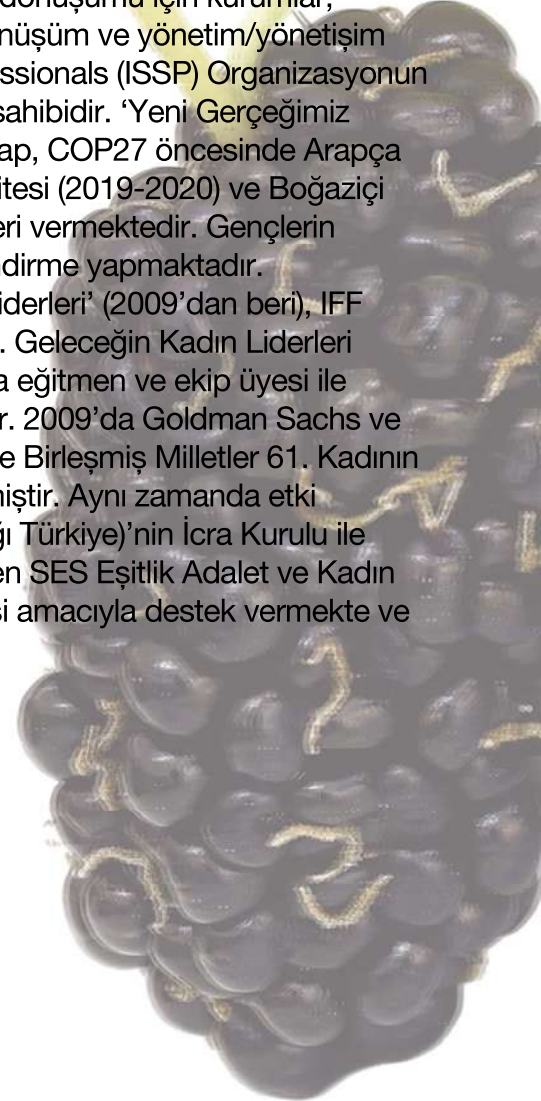 dönüşümü için kurumlar,
nüşüm ve yönetim/yönetişim
ssionals (ISSP) Organizasyonun
sahibidir. ‘Yeni Gerçeğimiz
ap, COP27 öncesinde Arapça
itesi (2019-2020) ve Boğaziçi
eri vermektedir. Gençlerin
ndirme yapmaktadır.
iderleri’ (2009’dan beri), IFF
. Geleceğin Kadın Liderleri
a eğitmen ve ekip üyesi ile
r. 2009’da Goldman Sachs ve
e Birleşmiş Milletler 61. Kadının
niştir. Aynı zamanda etki
ğı Türkiye)’nin İcra Kurulu ile
en SES Eşitlik Adalet ve Kadın
si amacıyla destek vermekte ve